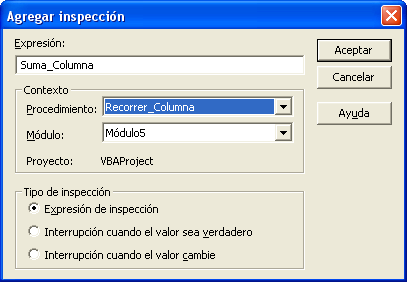 Agregar inspección
Expresión:
Suma_Columna
Aceptar
Cancelar
Ayuda
Contexto
Procedimiento: Recorrer_Columna
Módulo: Módulo5
Proyecto: VBAProject
Tipo de inspección
Expresión de inspección
Interrupción cuando el valor sea verdadero
Interrupción cuando el valor cambie